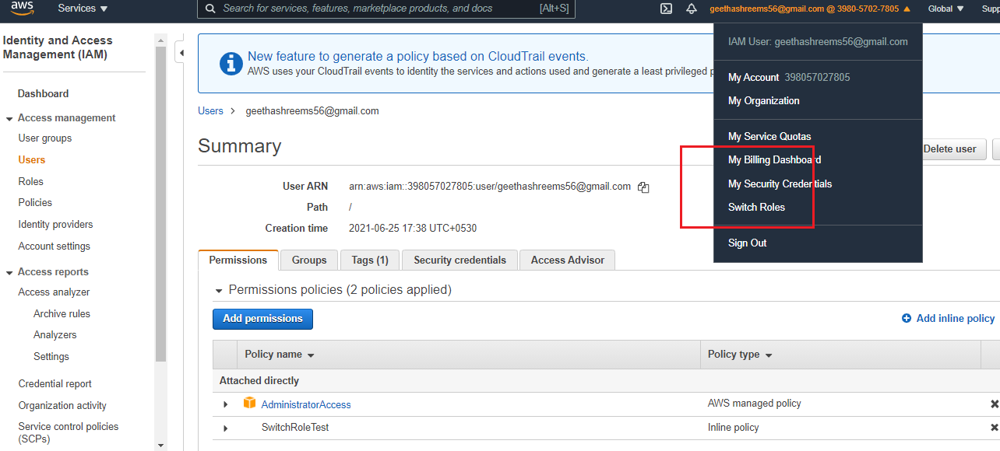 aws
Services
Search for services, features, marketplace products, and docs [Alt+S]
geethashreems56@gmail.com @ 3980-5702-7805
Global
Supp
Identity and Access
Management (IAM)
Dashboard
Access management
User groups
Users
Roles
Policies
Identity providers
Account settings
Access reports
Access analyzer
Archive rules
Analyzers
Settings
Credential report
Organization activity
Service control policies
(SCPs)
New feature to generate a policy based on CloudTrail events.
AWS uses your CloudTrail events to identify the services and actions used and generate a least privileged p
Users > geethashreems56@gmail.com
Summary
Delete user
User ARN arn:aws:iam::398057027805:user/geethashreems56@gmail.com
Path /
Creation time 2021-06-25 17:38 UTC+0530
Permissions Groups Tags (1) Security credentials Access Advisor
Permissions policies (2 policies applied)
Add permissions
Add inline policy
Policy name Policy type
Attached directly
AdministratorAccess AWS managed policy
SwitchRoleTest Inline policy
IAM User: geethashreems56@gmail.com
My Account 398057027805
My Organization
My Service Quotas
My Billing Dashboard
My Security Credentials
Switch Roles
Sign Out